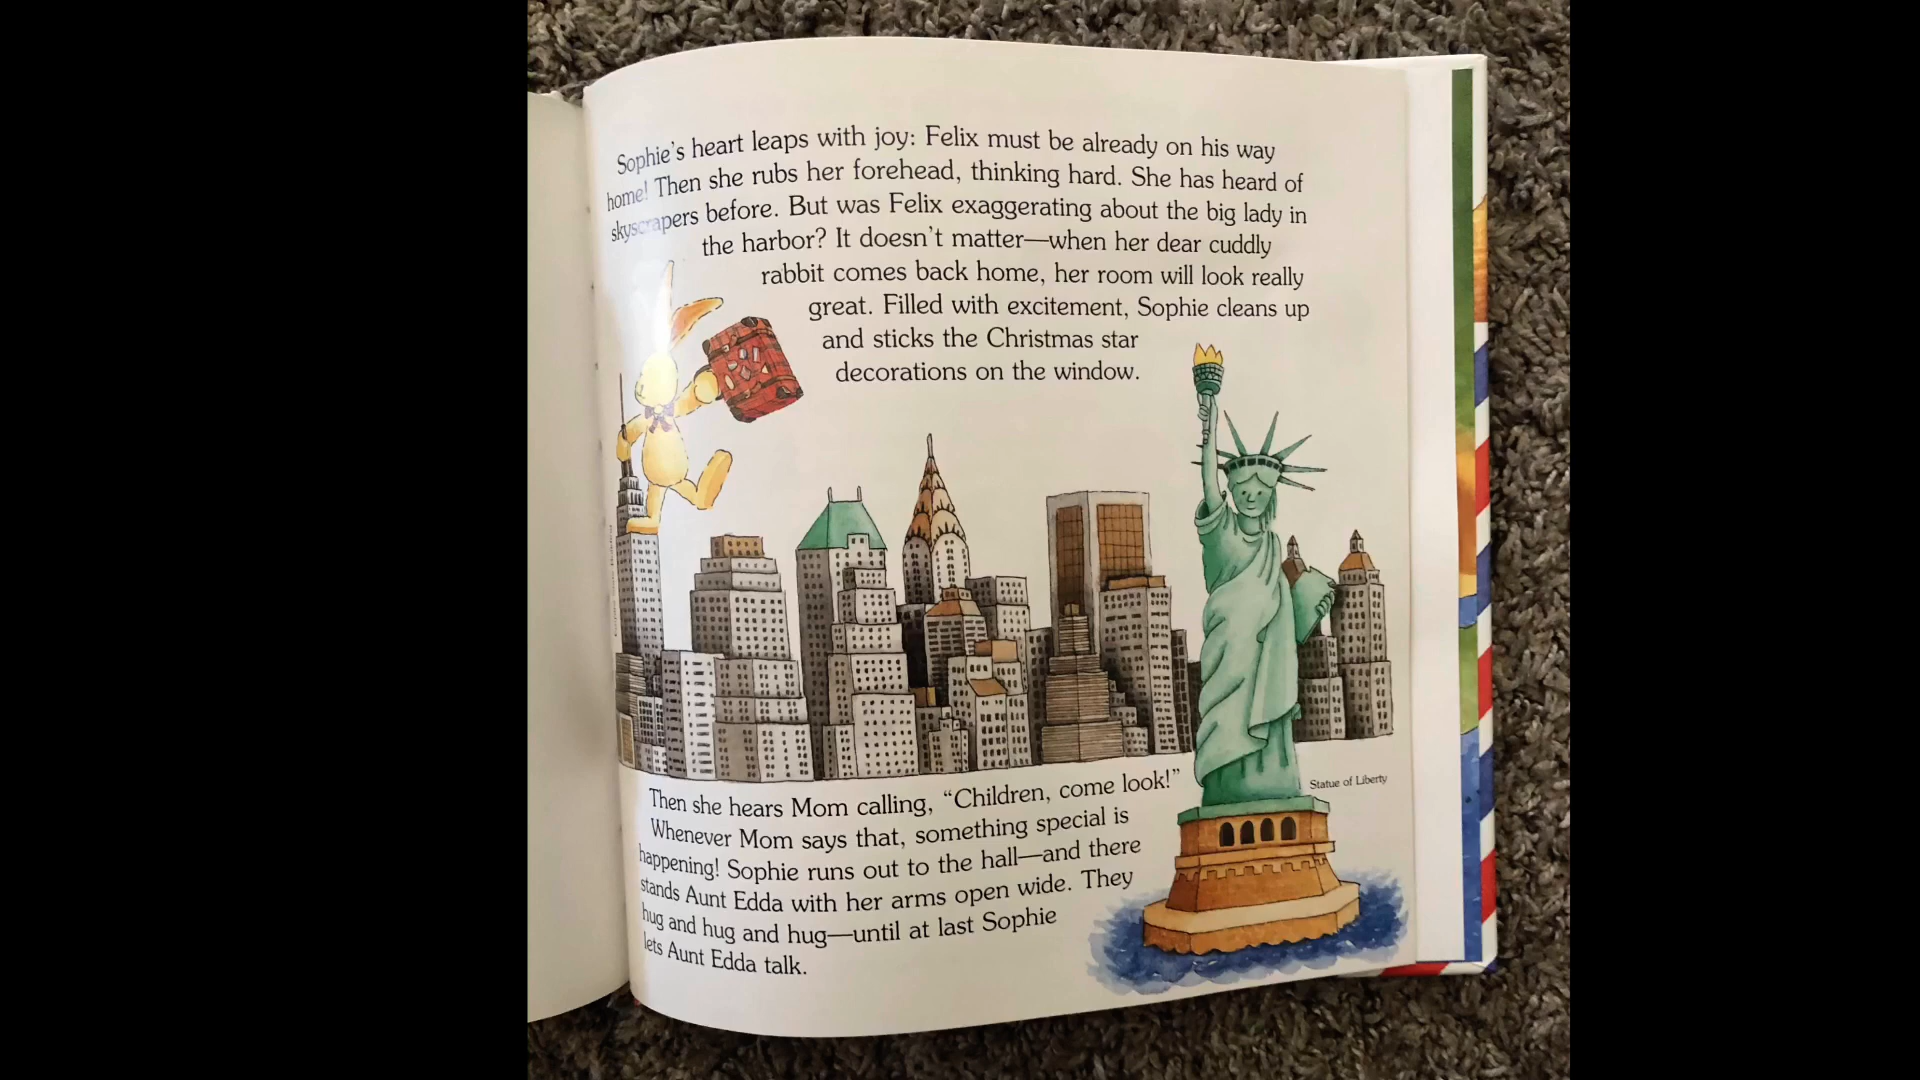 Sophie's heart leaps with joy: Felix must be already on his way
home! Then she rubs her forehead, thinking hard. She has heard of
skyscrapers before. But was Felix exaggerating about the big lady in
the harbor? It doesn't matter—when her dear cuddly
rabbit comes back home, her room will look really
great. Filled with excitement, Sophie cleans up
and sticks the Christmas star
decorations on the window.
Statue of Liberty
Then she hears Mom calling, “Children, come look!”
Whenever Mom says that, something special is
happening! Sophie runs out to the hall—and there
stands Aunt Edda with her arms open wide. They
hug and hug and hug—until at last Sophie
lets Aunt Edda talk.